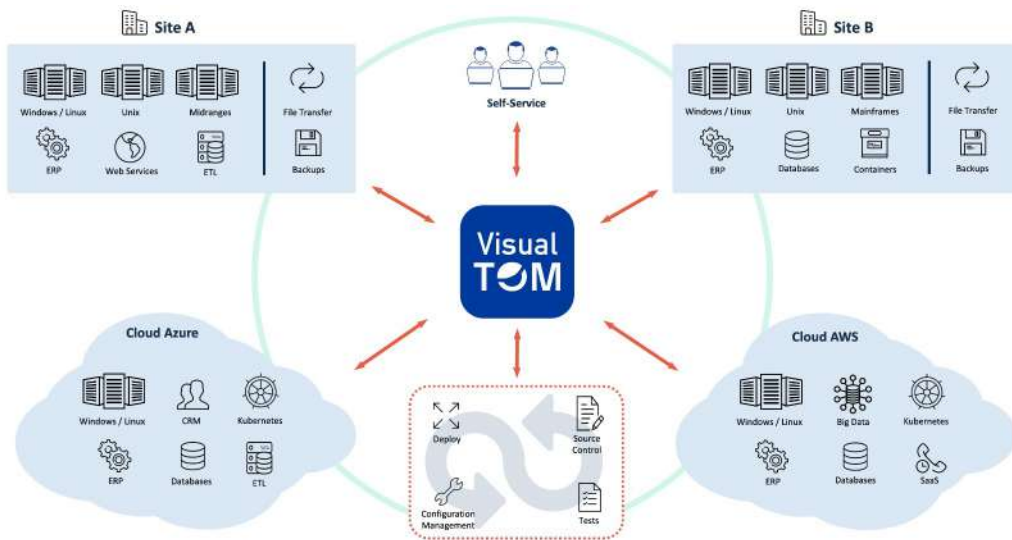 Site A
Windows / Linux
Unix
Midranges
File Transfer
ERP
Web Services
ETL
Backups
Self-Service
Site B
Windows / Linux
Unix
Mainframes
File Transfer
ERP
Databases
Containers
Backups
Visual
TOM
Cloud Azure
Windows / Linux
CRM
Kubernetes
ERP
Databases
ETL
Deploy
Source
Control
Configuration
Management
Tests
Cloud AWS
Windows / Linux
Big Data
Kubernetes
ERP
Databases
SaaS